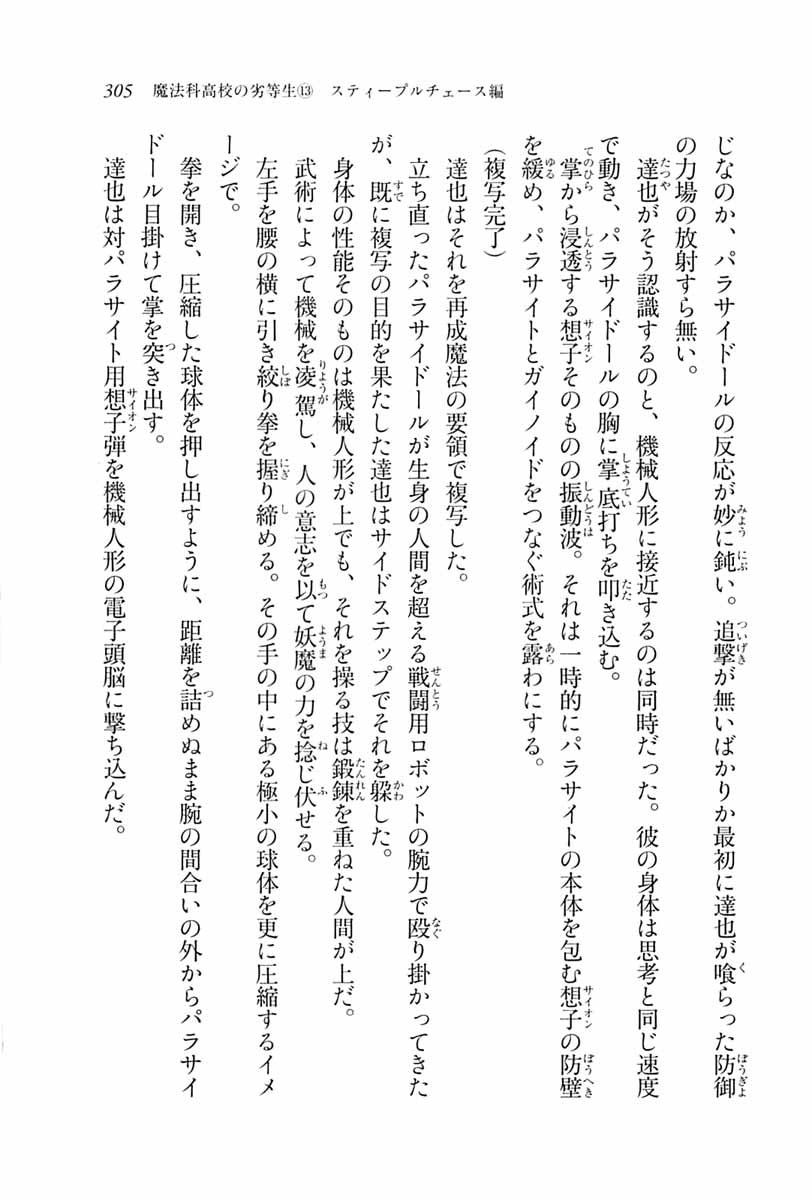 305 魔法科高校の劣等生⑬ スティープルチェース編
じなのか、パラサイドールの反応が妙に鈍い。追撃が無いばかりか最初に達也が喰らった防御
の力場の放射すら無い。
達也がそう認識するのと、機械人形に接近するのは同時だった。彼の身体は思考と同じ速度
で動き、パラサイドールの胸に掌底打ちを叩き込む。
掌から浸透する想子そのものの振動波。それは一時的にパラサイトの本体を包む想子の防壁
を緩め、パラサイトとガイノイドをつなぐ術式を露わにする。
(複写完了)
達也はそれを再成魔法の要領で複写した。
立ち直ったパラサイドールが生身の人間を超える戦闘用ロボットの腕力で殴り掛かってきた
が、既に複写の目的を果たした達也はサイドステップでそれを躱した。
身体の性能そのものは機械人形が上でも、それを操る技は鍛錬を重ねた人間が上だ。
武術によって機械を凌駕し、人の意志を以て妖魔の力を捻じ伏せる。
左手を腰の横に引き絞り拳を握り締める。その手の中にある極小の球体を更に圧縮するイメ
ージで。
拳を開き、圧縮した球体を押し出すように、距離を詰めぬまま腕の間合いの外からパラサイ
ドール目掛けて掌を突き出す。
達也は対パラサイト用想子弾を機械人形の電子頭脳に撃ち込んだ。